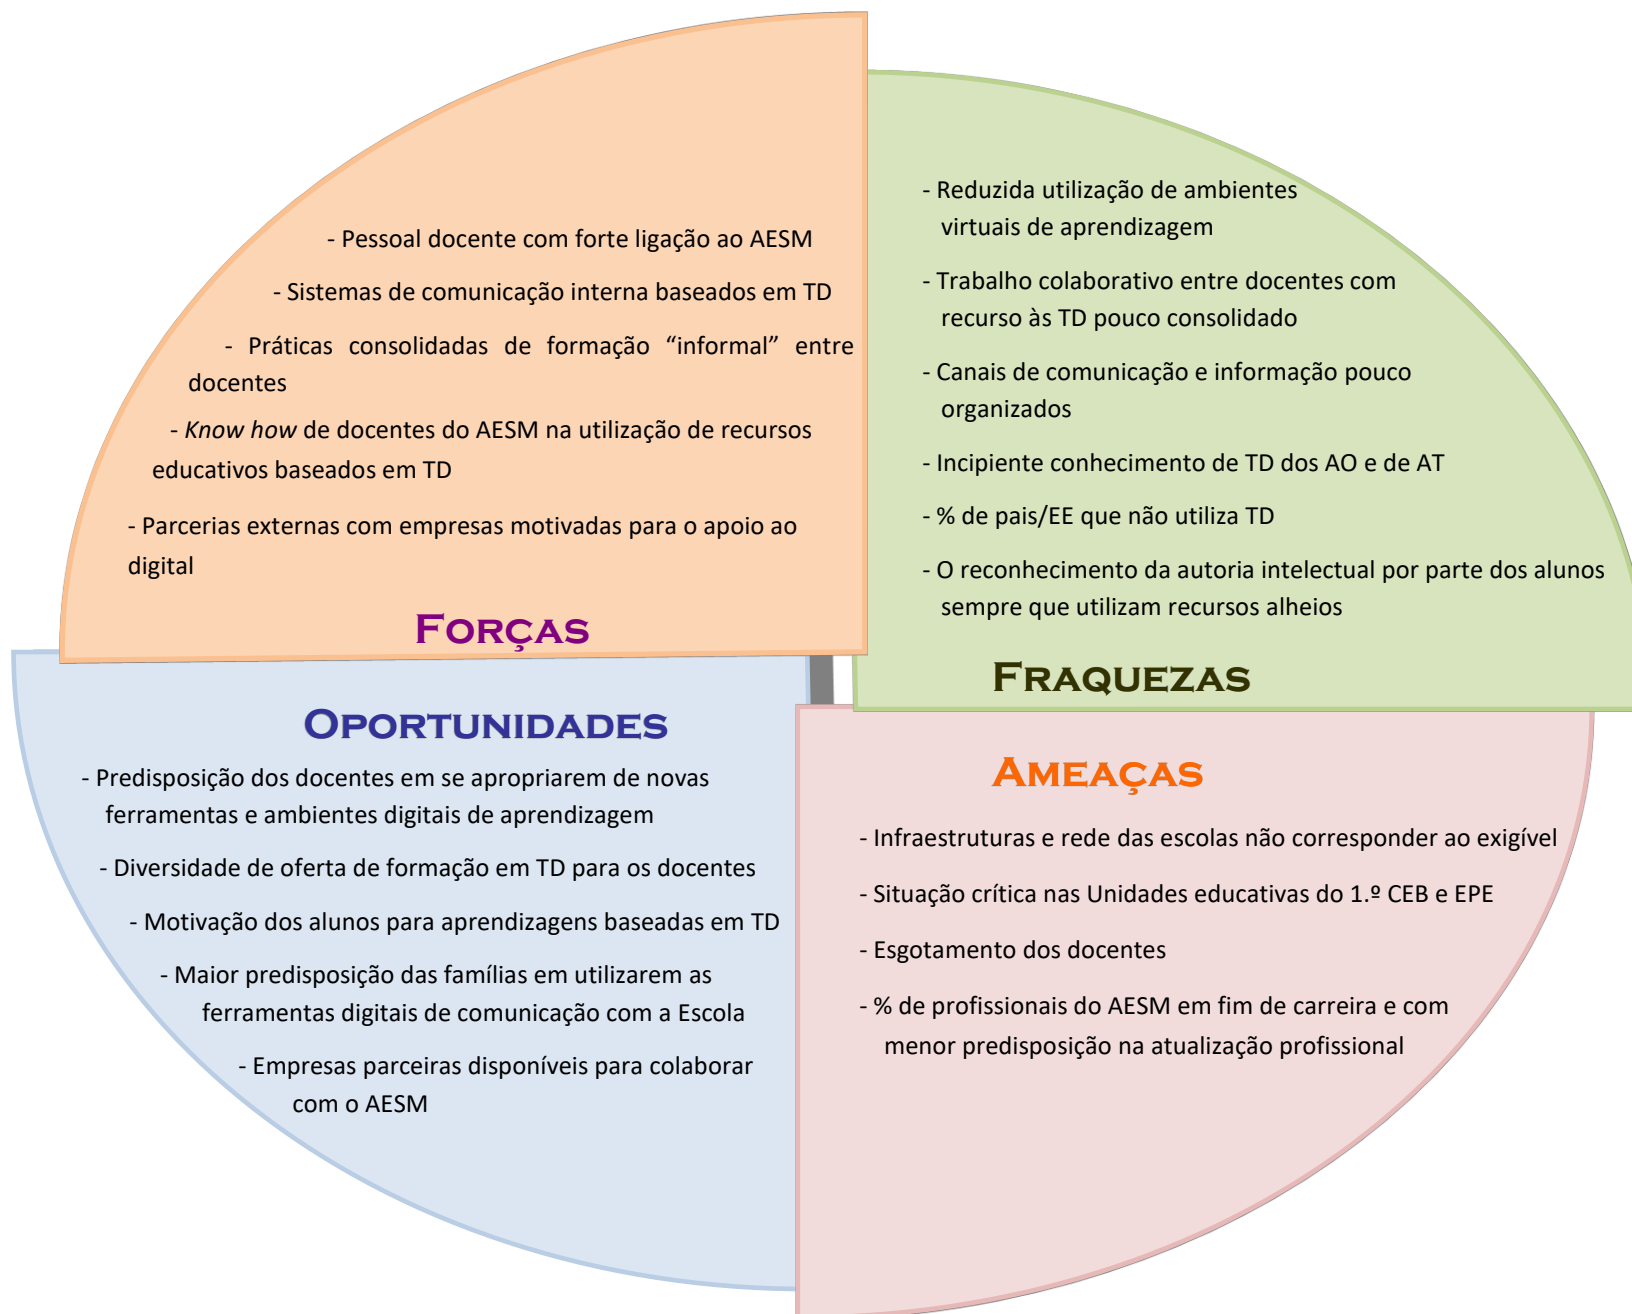 - Pessoal docente com forte ligação ao AESM
- Sistemas de comunicação interna baseados em TD
- Práticas consolidadas de formação “informal” entre
docentes
- Know how de docentes do AESM na utilização de recursos
educativos baseados em TD
- Parcerias externas com empresas motivadas para o apoio ao
digital
FORÇAS
- Reduzida utilização de ambientes
virtuais de aprendizagem
- Trabalho colaborativo entre docentes com
recurso às TD pouco consolidado
- Canais de comunicação e informação pouco
organizados
- Incipiente conhecimento de TD dos AO e de AT
- % de pais/EE que não utiliza TD
- O reconhecimento da autoria intelectual por parte dos alunos
sempre que utilizam recursos alheios
FRAQUEZAS
OPORTUNIDADES
- Predisposição dos docentes em se apropriarem de novas
ferramentas e ambientes digitais de aprendizagem
- Diversidade de oferta de formação em TD para os docentes
- Motivação dos alunos para aprendizagens baseadas em TD
- Maior predisposição das famílias em utilizarem as
ferramentas digitais de comunicação com a Escola
- Empresas parceiras disponíveis para colaborar
com o AESM
AMEAÇAS
- Infraestruturas e rede das escolas não corresponder ao exigível
- Situação crítica nas Unidades educativas do 1.º CEB e EPE
- Esgotamento dos docentes
- % de profissionais do AESM em fim de carreira e com
menor predisposição na atualização profissional